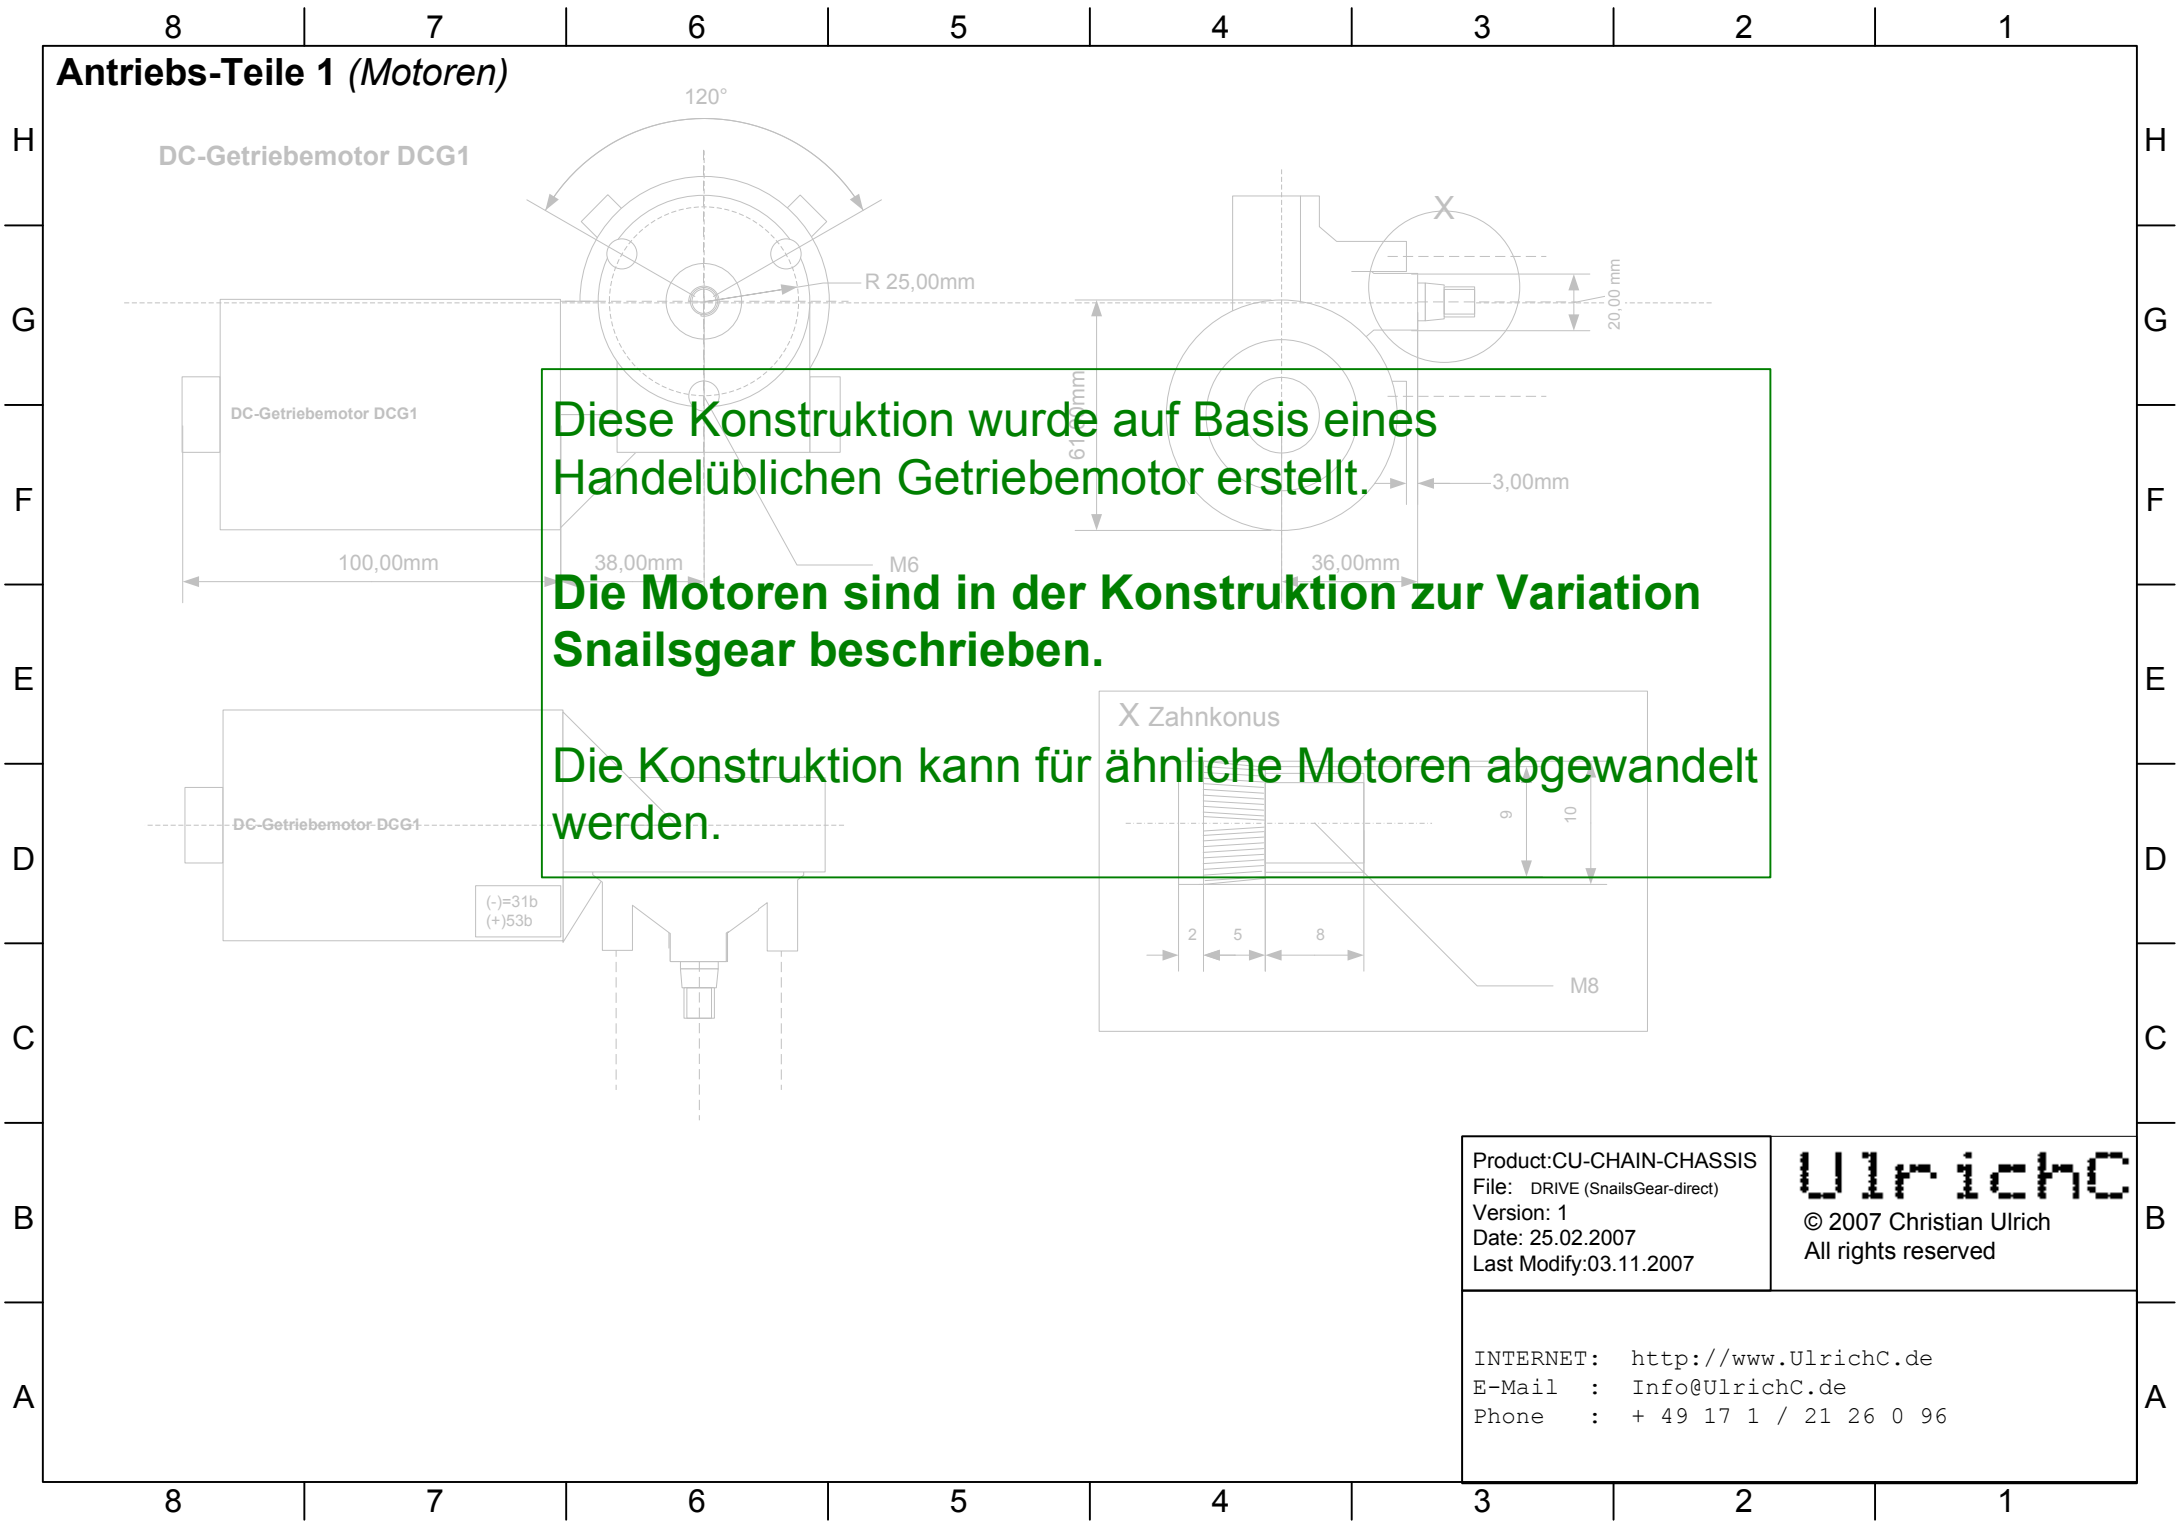 8 7 6 5 4 3 2 1
Antriebs-Teile 1 (Motoren)
120°
H H
DC-Getriebemotor DCG1
X
R 25,00mm
20,00 mm
G G
61,00mm
DC-Getriebemotor DCG1
Diese Konstruktion wurde auf Basis eines
Handelüblichen Getriebemotor erstellt.
3,00mm
F F
100,00mm 38,00mm M6 36,00mm
Die Motoren sind in der Konstruktion zur Variation
Snailsgear beschrieben.
E E
X Zahnkonus
Die Konstruktion kann für ähnliche Motoren abgewandelt
werden.
9 10
DC-Getriebemotor DCG1
D D
(-)=31b
(+)53b
2 5 8
M8
C C
Product:CU-CHAIN-CHASSIS
File: DRIVE (SnailsGear-direct)
Version: 1
Date: 25.02.2007
Last Modify:03.11.2007
UlrichC
© 2007 Christian Ulrich
All rights reserved
B B
INTERNET: http://www.UlrichC.de
E-Mail : Info@UlrichC.de
Phone : + 49 17 1 / 21 26 0 96
A A
8 7 6 5 4 3 2 1